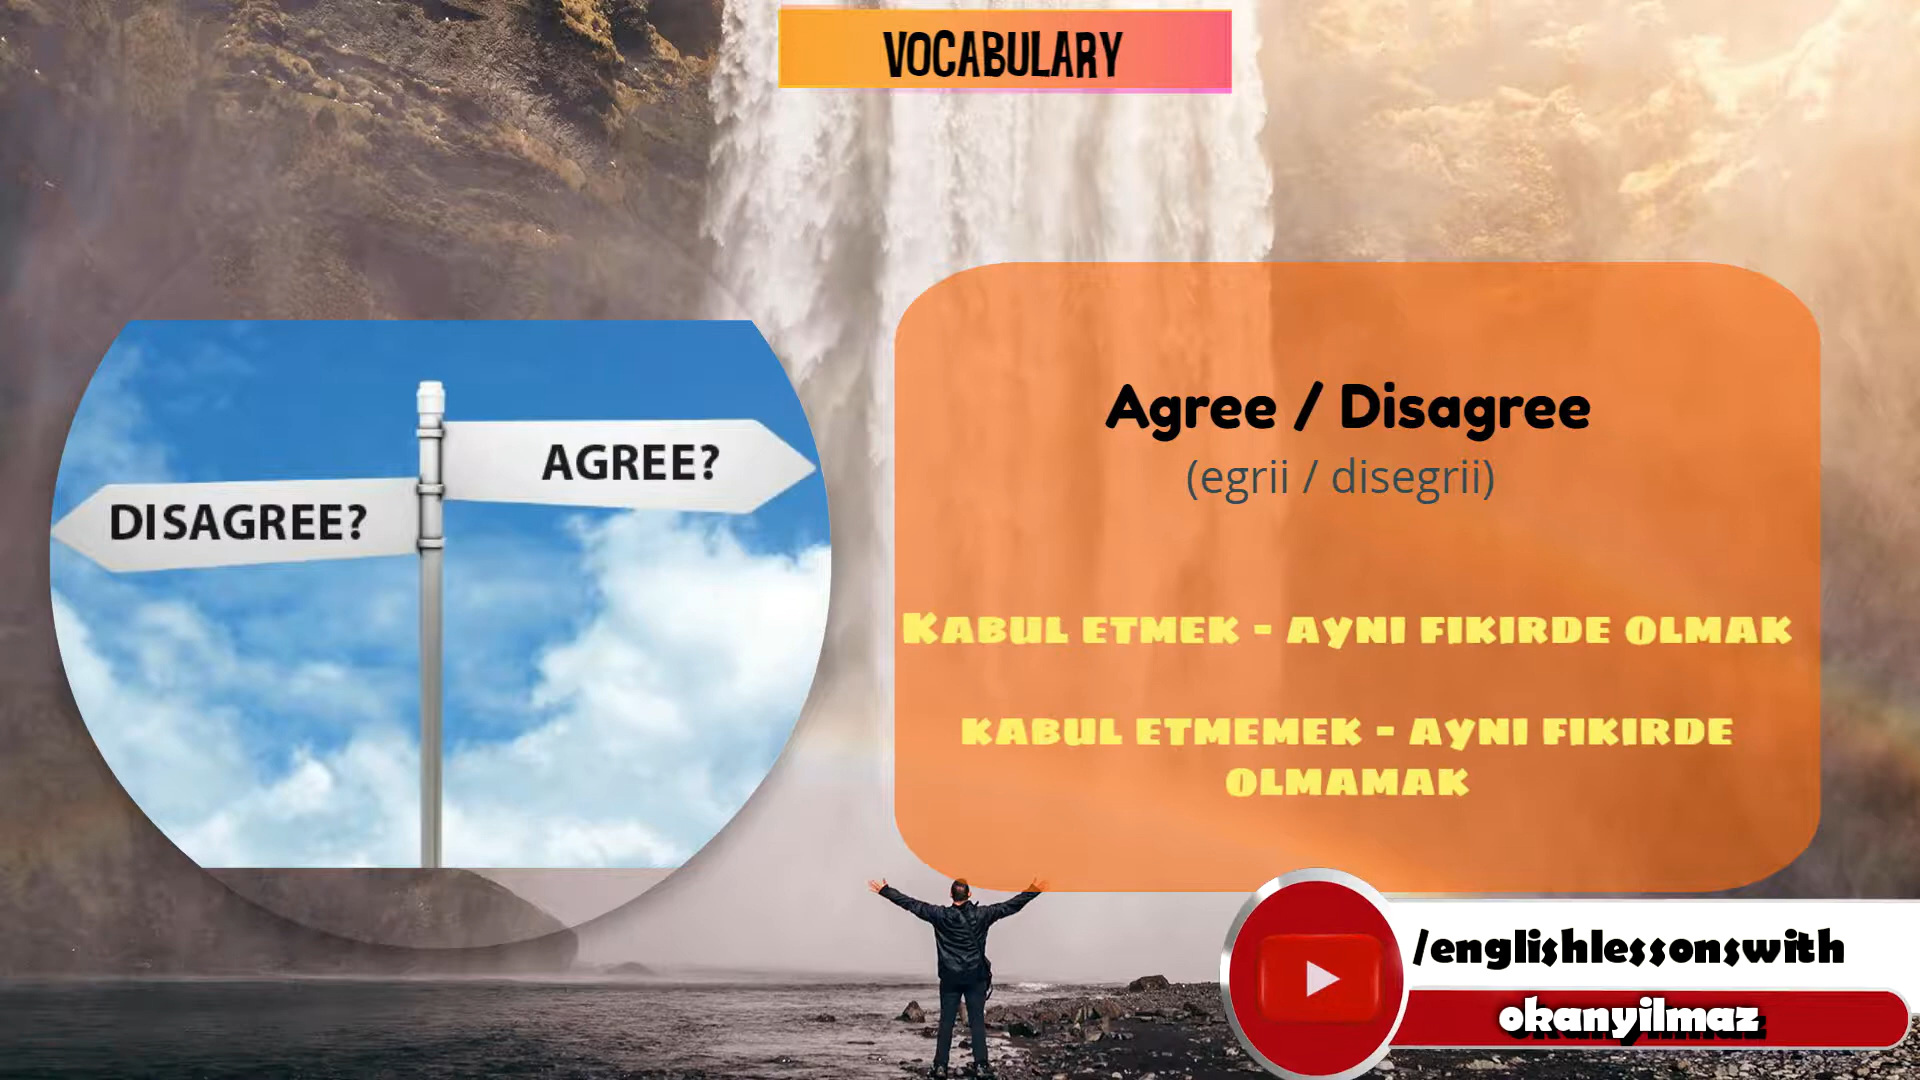 VOCABULARY
DISAGREE?
AGREE?
Agree / Disagree
(egrii / disegrii)
KABUL ETMEK - AYNI FIKIRDE OLMAK
KABUL ETMEMEK - AYNI FIKIRDE
OLMAMAK
/englishlessonswith
okanyilmaz